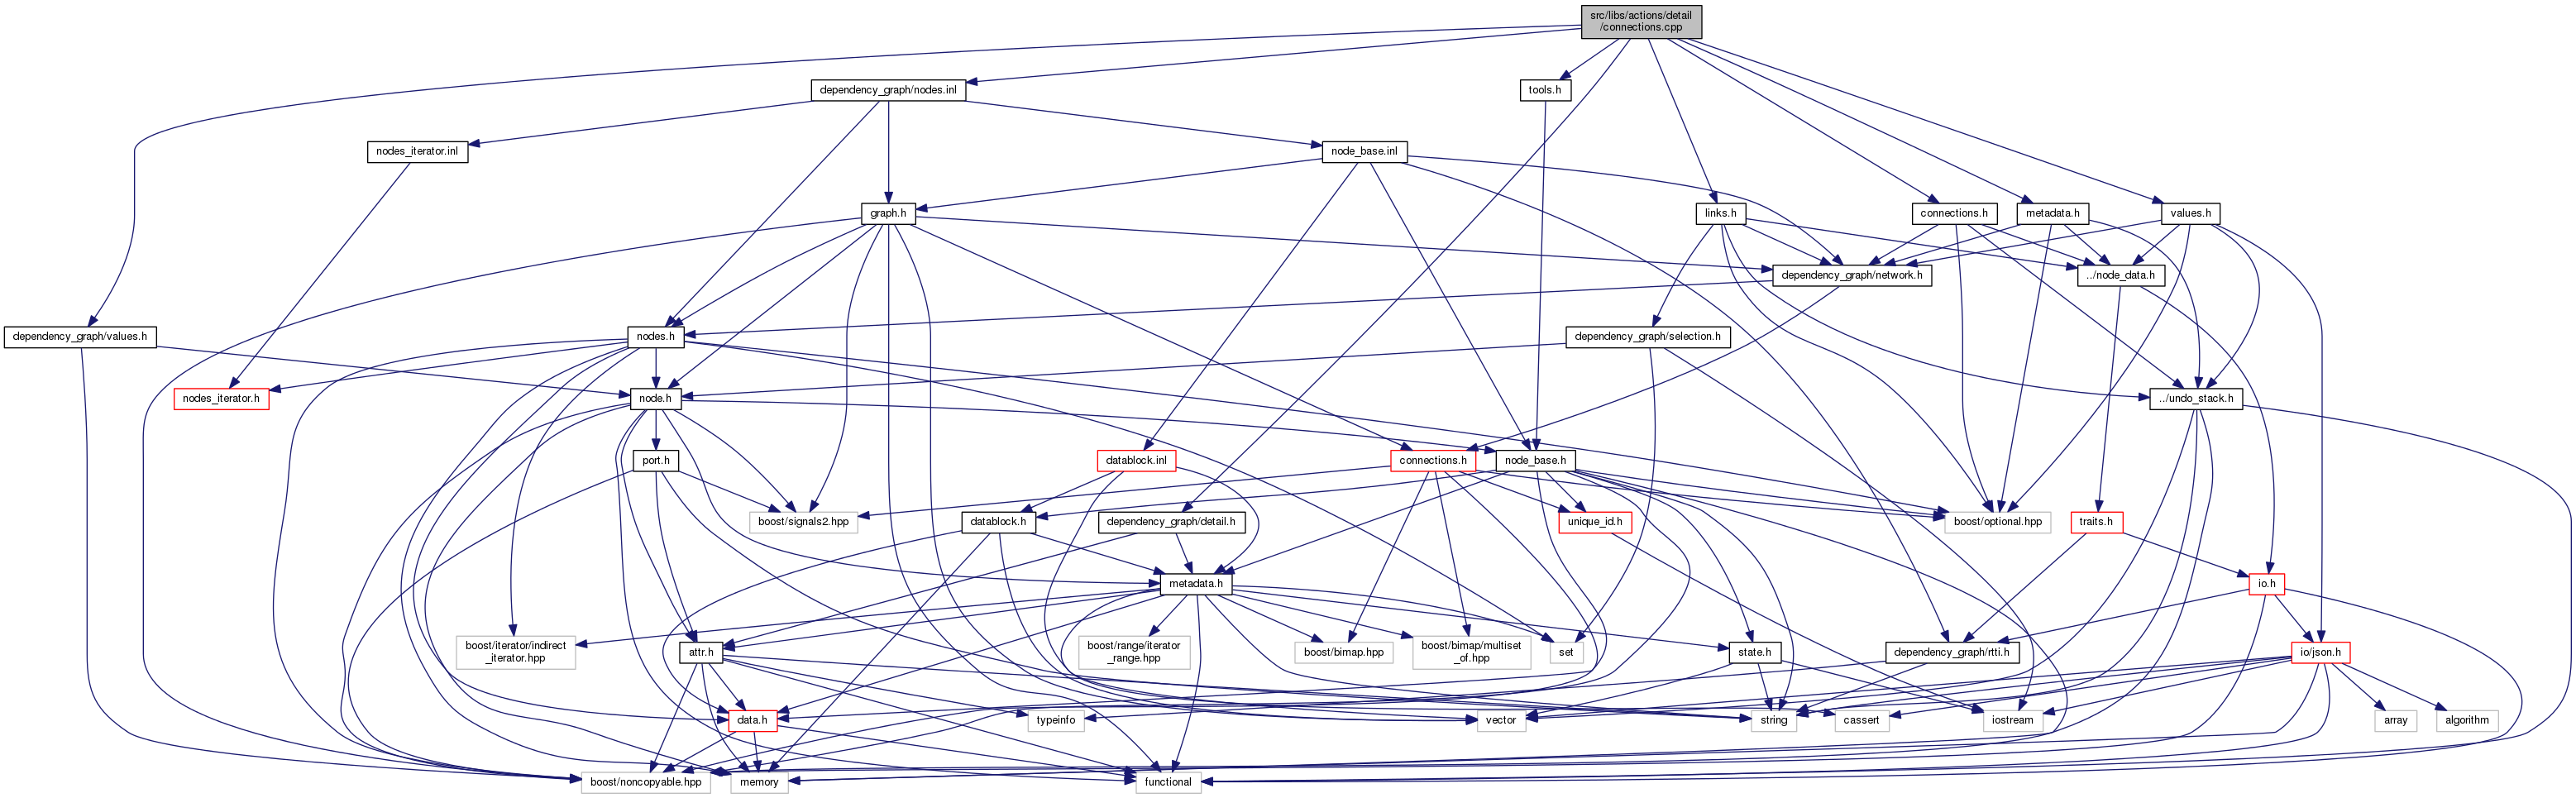 src/libs/actions/detail
/connections.cpp
dependency_graph/nodes.inl
tools.h
nodes_iterator.inl
node_base.inl
graph.h
links.h
connections.h
metadata.h
values.h
dependency_graph/network.h
../node_data.h
dependency_graph/values.h
nodes.h
dependency_graph/selection.h
nodes_iterator.h
node.h
../undo_stack.h
port.h
datablock.inl
connections.h
node_base.h
boost/signals2.hpp
datablock.h
dependency_graph/detail.h
unique_id.h
boost/optional.hpp
traits.h
metadata.h
io.h
boost/iterator/indirect
_iterator.hpp
attr.h
boost/range/iterator
_range.hpp
boost/bimap.hpp
boost/bimap/multiset
_of.hpp
set
state.h
dependency_graph/rtti.h
io/json.h
data.h
typeinfo
vector
string
cassert
iostream
array
algorithm
boost/noncopyable.hpp
memory
functional